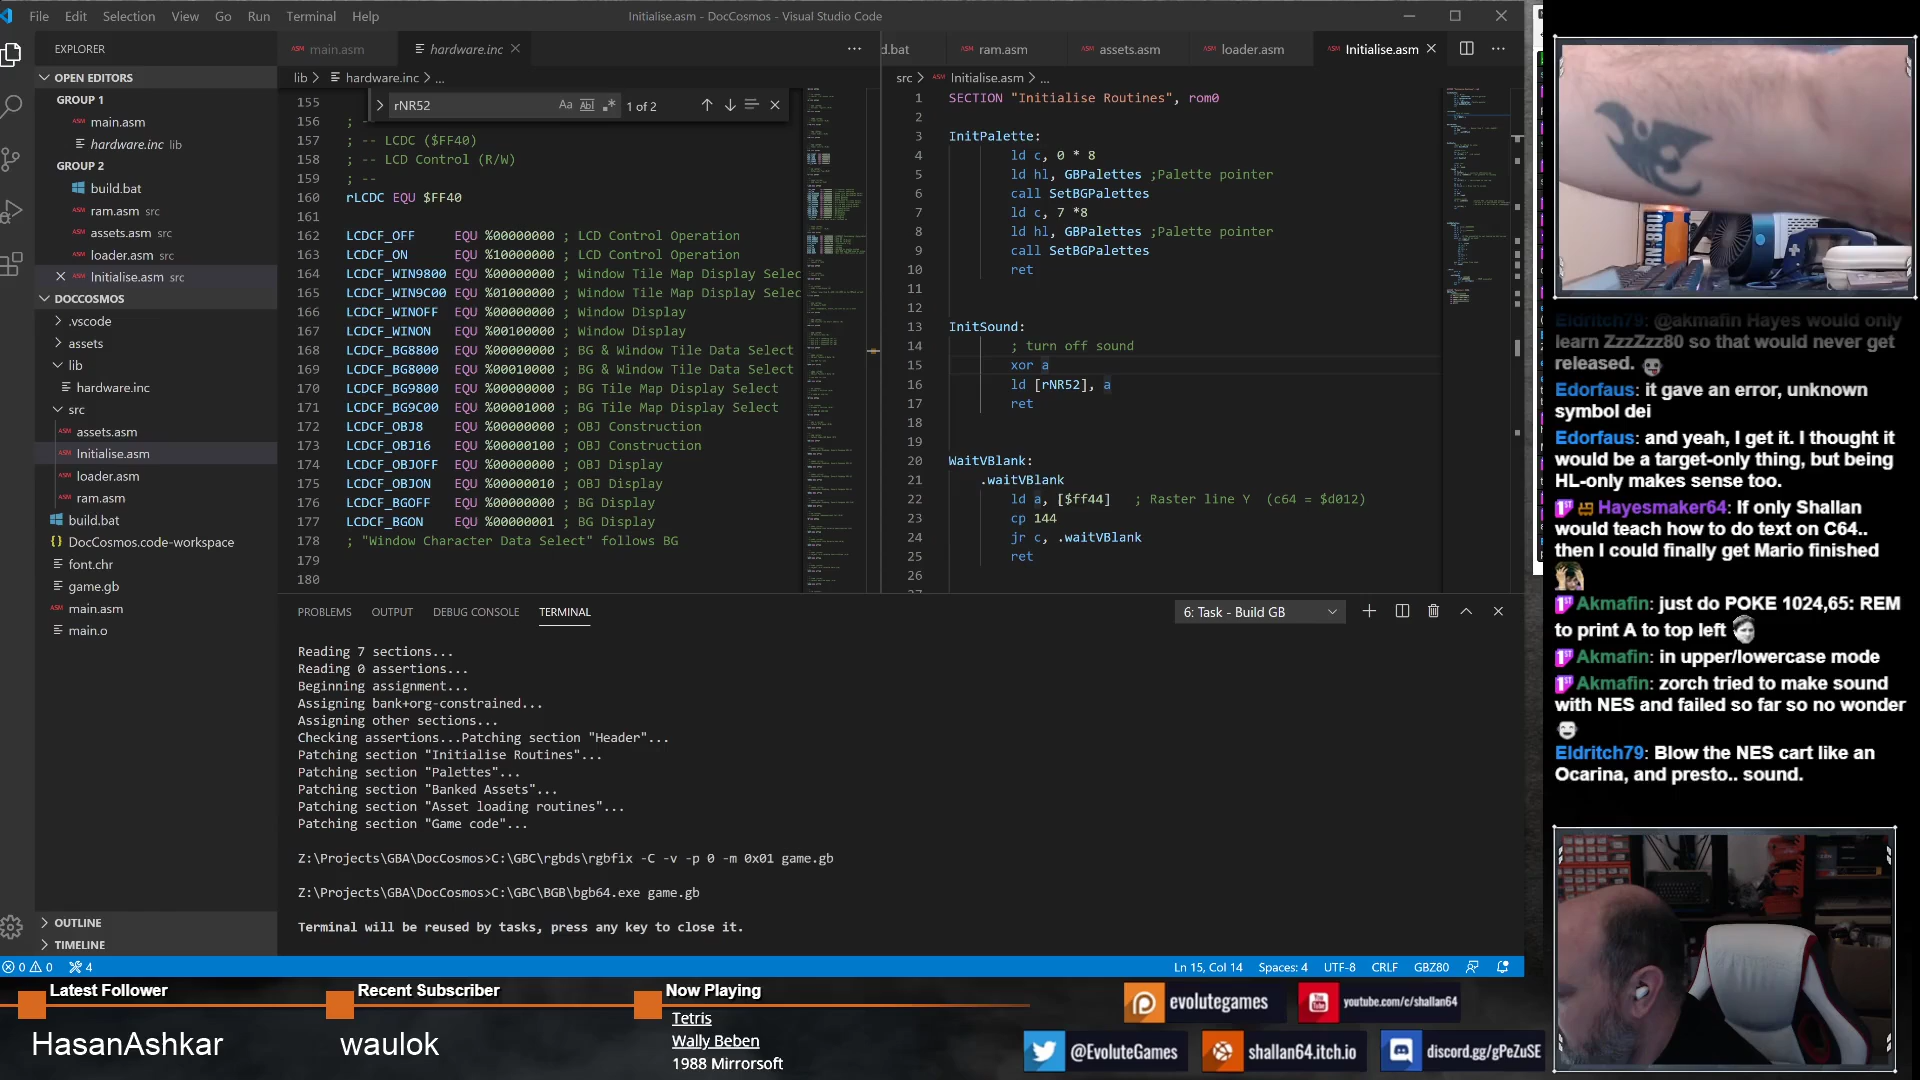 File Edit Selection View Go Run Terminal Help
Initialise.asm - DocCosmos - Visual Studio Code
EXPLORER
OPEN EDITORS
GROUP 1
ASM main.asm
hardware.inc lib
GROUP 2
build.bat
ASM ram.asm src
ASM assets.asm src
ASM loader.asm src
ASM Initialise.asm src
DOCCOSMOS
.vscode
assets
lib
hardware.inc
src
ASM assets.asm
ASM Initialise.asm
ASM loader.asm
ASM ram.asm
build.bat
DocCosmos.code-workspace
font.chr
game.gb
ASM main.asm
main.o
OUTLINE
TIMELINE
ASM main.asm hardware.inc
lib > hardware.inc > ...
rNR52 Aa Abl 1 of 2
155
156 ; -
157 ; -- LCDC ($FF40)
158 ; -- LCD Control (R/W)
159 ; --
160 rLCDC EQU $FF40
161
162 LCDCF_OFF EQU %00000000 ; LCD Control Operation
163 LCDCF_ON EQU %10000000 ; LCD Control Operation
164 LCDCF_WIN9800 EQU %00000000 ; Window Tile Map Display Selec
165 LCDCF_WIN9C00 EQU %01000000 ; Window Tile Map Display Selec
166 LCDCF_WINOFF EQU %00000000 ; Window Display
167 LCDCF_WINON EQU %00100000 ; Window Display
168 LCDCF_BG8800 EQU %00000000 ; BG & Window Tile Data Select
169 LCDCF_BG8000 EQU %00010000 ; BG & Window Tile Data Select
170 LCDCF_BG9800 EQU %00000000 ; BG Tile Map Display Select
171 LCDCF_BG9C00 EQU %00001000 ; BG Tile Map Display Select
172 LCDCF_OBJ8 EQU %00000000 ; OBJ Construction
173 LCDCF_OBJ16 EQU %00000100 ; OBJ Construction
174 LCDCF_OBJOFF EQU %00000000 ; OBJ Display
175 LCDCF_OBJON EQU %00000010 ; OBJ Display
176 LCDCF_BGOFF EQU %00000000 ; BG Display
177 LCDCF_BGON EQU %00000001 ; BG Display
178 ; "Window Character Data Select" follows BG
179
180
d.bat ASM ram.asm ASM assets.asm ASM loader.asm ASM Initialise.asm
src > ASM Initialise.asm > ...
1 SECTION "Initialise Routines", rom0
2
3 InitPalette:
4 ld c, 0 * 8
5 ld hl, GBPalettes ;Palette pointer
6 call SetBGPalettes
7 ld c, 7 *8
8 ld hl, GBPalettes ;Palette pointer
9 call SetBGPalettes
10 ret
11
12
13 InitSound:
14 ; turn off sound
15 xor a
16 ld [rNR52], a
17 ret
18
19
20 WaitVBlank:
21 .waitVBlank
22 ld a, [$ff44] ; Raster line Y (c64 = $d012)
23 cp 144
24 jr c, .waitVBlank
25 ret
26
PROBLEMS OUTPUT DEBUG CONSOLE TERMINAL
6: Task - Build GB
Reading 7 sections...
Reading 0 assertions...
Beginning assignment...
Assigning bank+org-constrained...
Assigning other sections...
Checking assertions...Patching section "Header"...
Patching section "Initialise Routines"...
Patching section "Palettes"...
Patching section "Banked Assets"...
Patching section "Asset loading routines"...
Patching section "Game code"...
Z:\Projects\GBA\DocCosmos>C:\GBC\rgbds\rgbfix -C -v -p 0 -m 0x01 game.gb
Z:\Projects\GBA\DocCosmos>C:\GBC\BGB\bgb64.exe game.gb
Terminal will be reused by tasks, press any key to close it.
0 0 4
Ln 15, Col 14 Spaces: 4 UTF-8 CRLF GBZ80
Eldritch79: @akmafin Hayes would only
learn ZzzZzz80 so that would never get
released.
Edorfaus: it gave an error, unknown
symbol dei
Edorfaus: and yeah, I get it. I thought it
would be a target-only thing, but being
HL-only makes sense too.
Hayesmaker64: If only Shallan
would teach how to do text on C64..
then I could finally get Mario finished
Akmafin: just do POKE 1024,65: REM
to print A to top left
Akmafin: in upper/lowercase mode
Akmafin: zorch tried to make sound
with NES and failed so far so no wonder
Eldritch79: Blow the NES cart like an
Ocarina, and presto.. sound.
Latest Follower
HasanAshkar
Recent Subscriber
waulok
Now Playing
Tetris
Wally Beben
1988 Mirrorsoft
evolutegames
youtube.com/c/shallan64
@EvoluteGames
shallan64.itch.io
discord.gg/gPeZuSE